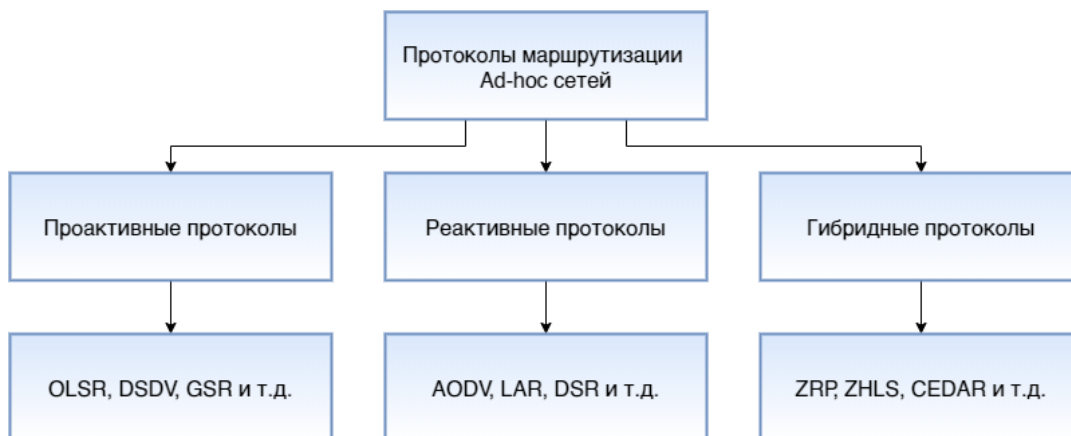 Протоколы маршрутизации
Ad-hoc сетей
Проактивные протоколы
Реактивные протоколы
Гибридные протоколы
OLSR, DSDV, GSR и т.д.
AODV, LAR, DSR и т.д.
ZRP, ZHLS, CEDAR и т.д.